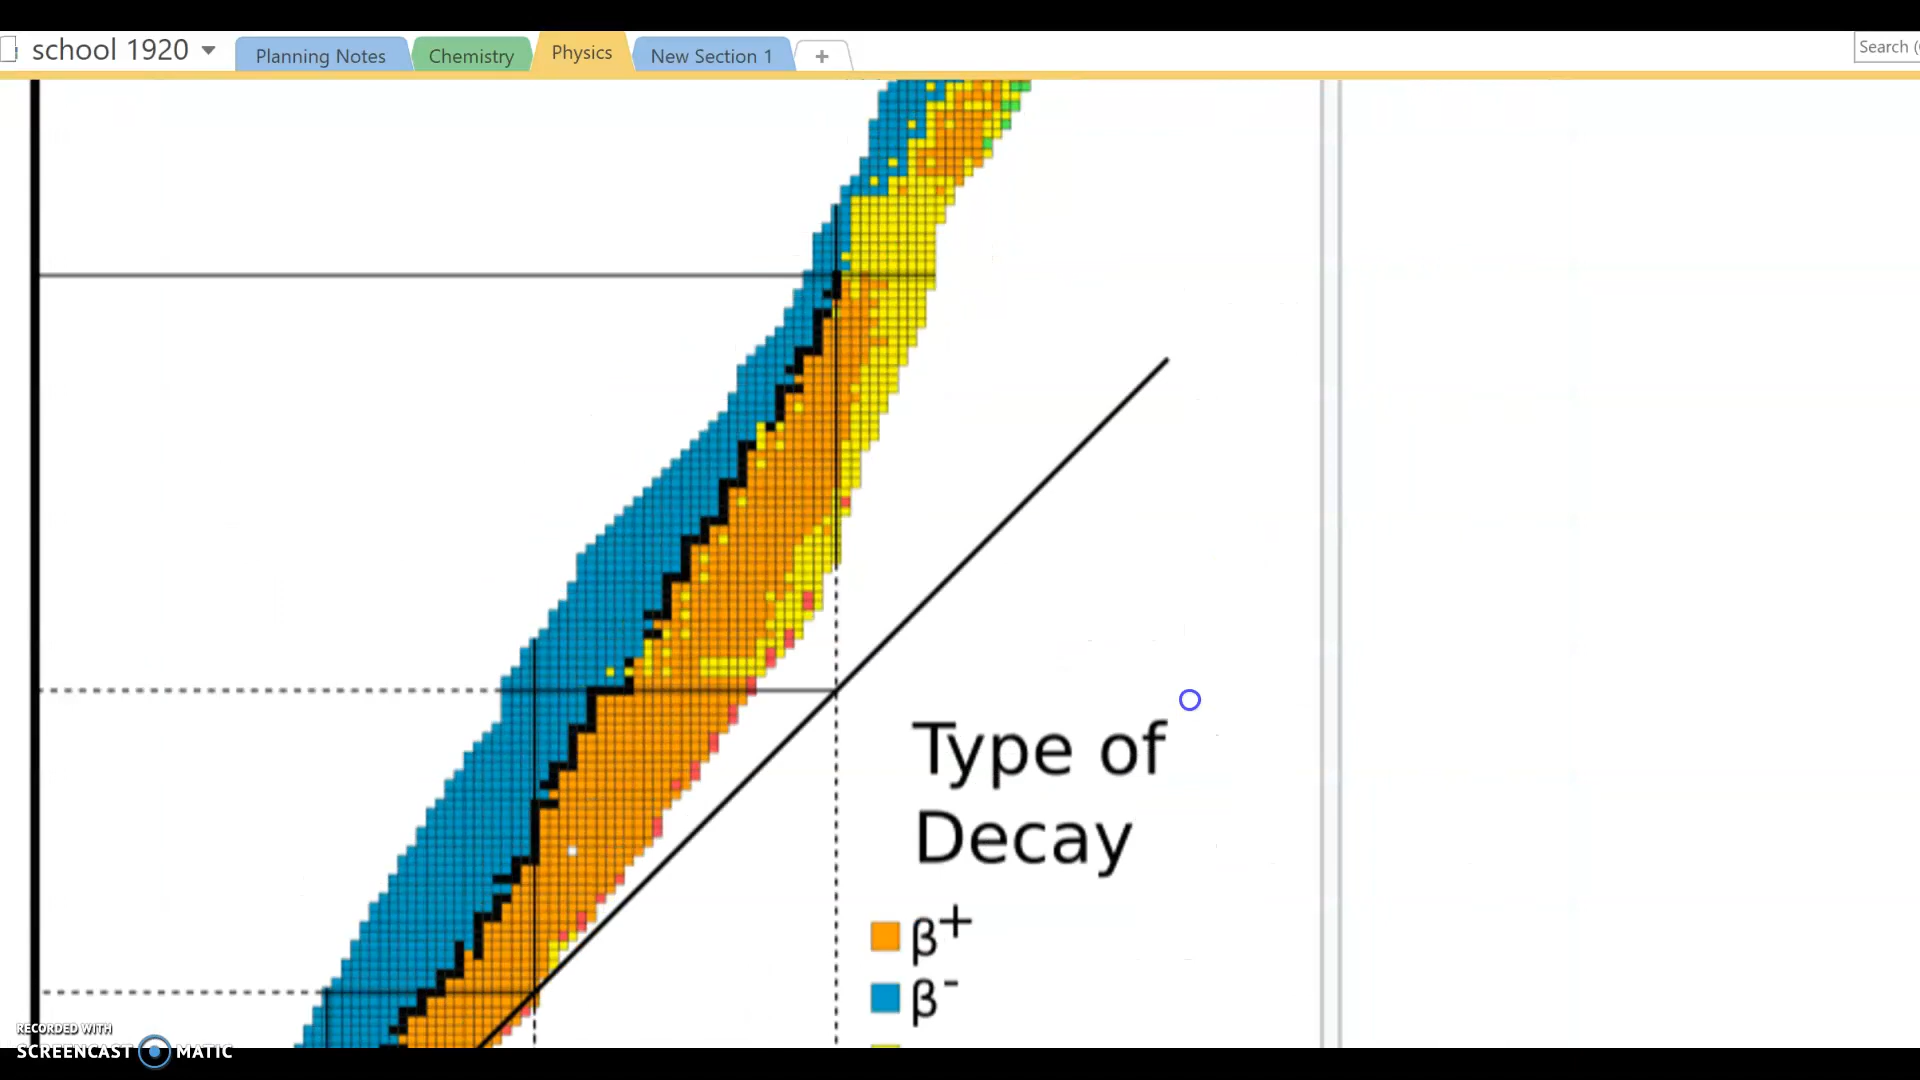 school 1920
Planning Notes
Chemistry
Physics
New Section 1
+
Search (
Type of
Decay
β+
β-
RECORDED WITH
SCREENCAST MATIC